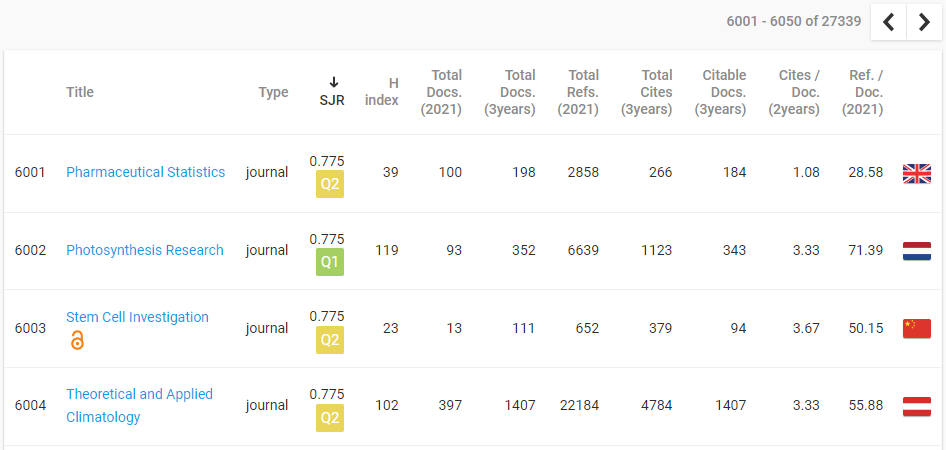 6001 - 6050 of 27339
Title Type SJR H index Total Docs. (2021) Total Docs. (3years) Total Refs. (2021) Total Cites (3years) Citable Docs. (3years) Cites / Doc. (2years) Ref. / Doc. (2021)
6001 Pharmaceutical Statistics journal 0.775 Q2 39 100 198 2858 266 184 1.08 28.58
6002 Photosynthesis Research journal 0.775 Q1 119 93 352 6639 1123 343 3.33 71.39
6003 Stem Cell Investigation journal 0.775 Q2 23 13 111 652 379 94 3.67 50.15
6004 Theoretical and Applied Climatology journal 0.775 Q2 102 397 1407 22184 4784 1407 3.33 55.88